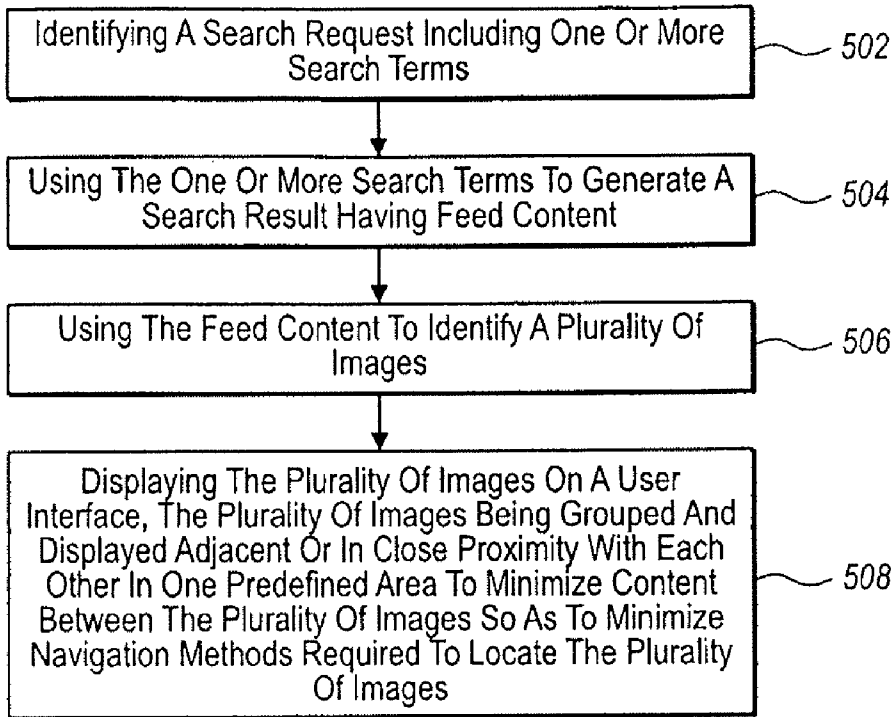 Identifying A Search Request Including One Or More
Search Terms
502
Using The One Or More Search Terms To Generate A
Search Result Having Feed Content
504
Using The Feed Content To Identify A Plurality Of
Images
506
Displaying The Plurality Of Images On A User
Interface, The Plurality Of Images Being Grouped And
Displayed Adjacent Or In Close Proximity With Each
Other In One Predefined Area To Minimize Content
Between The Plurality Of Images So As To Minimize
Navigation Methods Required To Locate The Plurality
Of Images
508